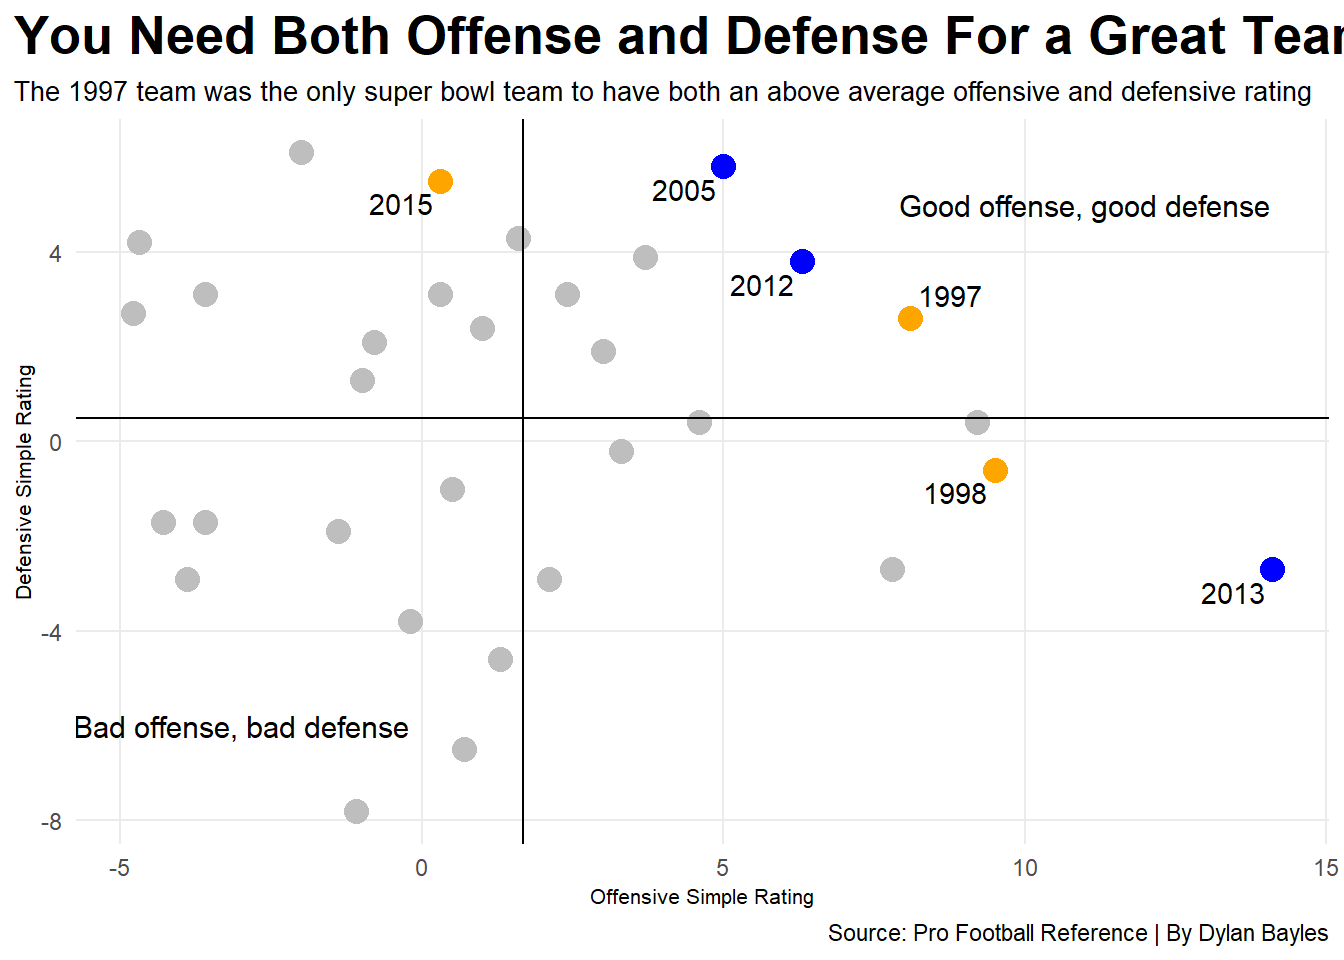 You Need Both Offense and Defense For a Great Tea
The 1997 team was the only super bowl team to have both an above average offensive and defensive rating
2015
2005
Good offense, good defense
4
2012
1997
Defensive Simple Rating
0
1998
2013
-4
Bad offense, bad defense
-8
-5
0
5
10
15
Offensive Simple Rating
Source: Pro Football Reference | By Dylan Bayles